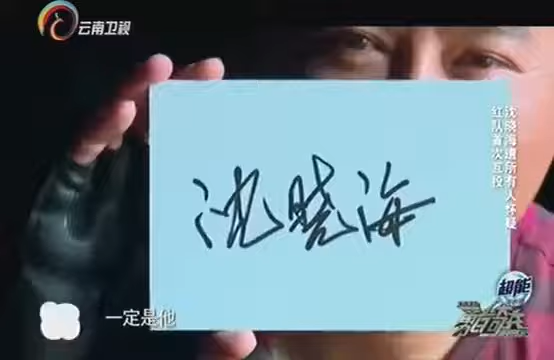 云南卫视
沈晓海遭所有人怀疑
红队首次互投
沈晓海
一定是他
超能